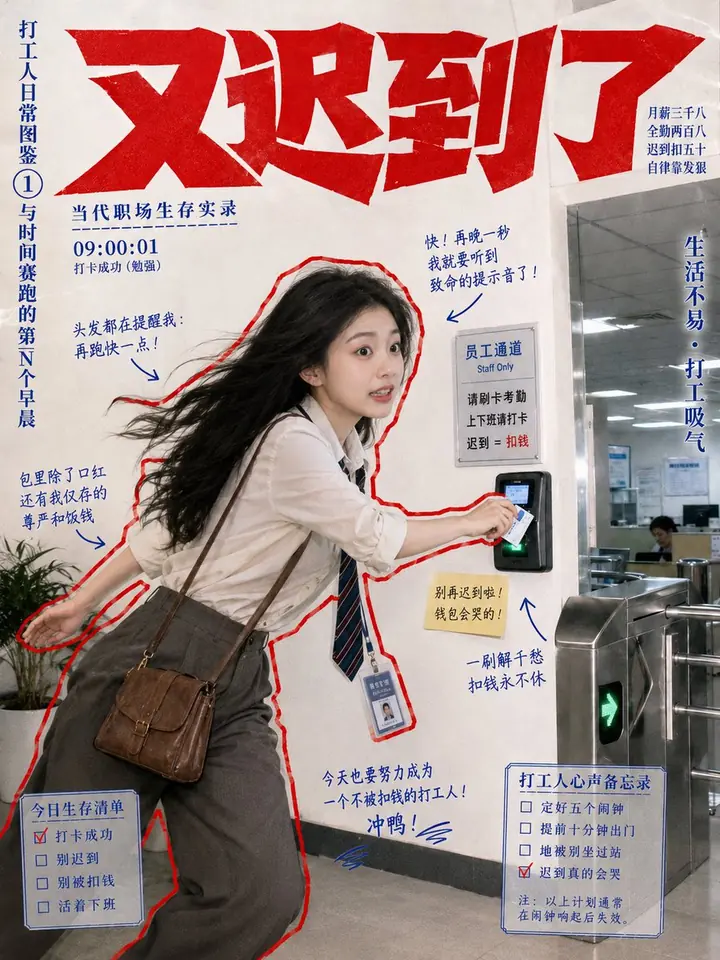 又迟到了
打工人日常图鉴①与时间赛跑的第N个早晨
月薪三千八
全勤两百八
迟到扣五十
自律靠发狠
当代职场生存实录
09:00:01
打卡成功(勉强)
快!再晚一秒
我就要听到
致命的提示音了!
生活不易·打工吸气
头发都在提醒我:
再跑快一点!
员工通道
Staff Only
请刷卡考勤
上下班请打卡
迟到 = 扣钱
包里除了口红
还有我仅存的
尊严和饭钱
别再迟到啦!
钱包会哭的!
一刷解千愁
扣钱永不休
今天也要努力成为
一个不被扣钱的打工人!
冲鸭!
今日生存清单
打卡成功
别迟到
别被扣钱
活着下班
打工人心声备忘录
定好五个闹钟
提前十分钟出门
地被别坐过站
迟到真的会哭
注:以上计划通常
在闹钟响起后失效。